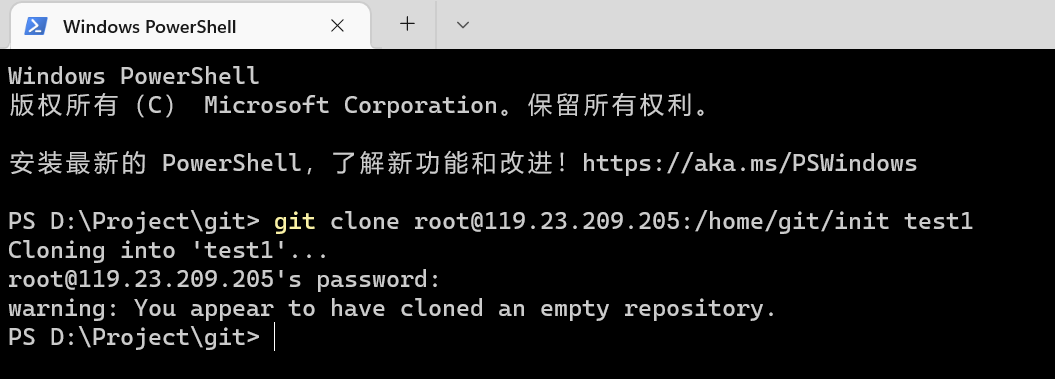 Windows PowerShell
Windows PowerShell
版权所有（C） Microsoft Corporation。保留所有权利。
安装最新的 PowerShell，了解新功能和改进！https://aka.ms/PSWindows
PS D:\Project\git> git clone root@119.23.209.205:/home/git/init test1
Cloning into 'test1'...
root@119.23.209.205's password:
warning: You appear to have cloned an empty repository.
PS D:\Project\git>